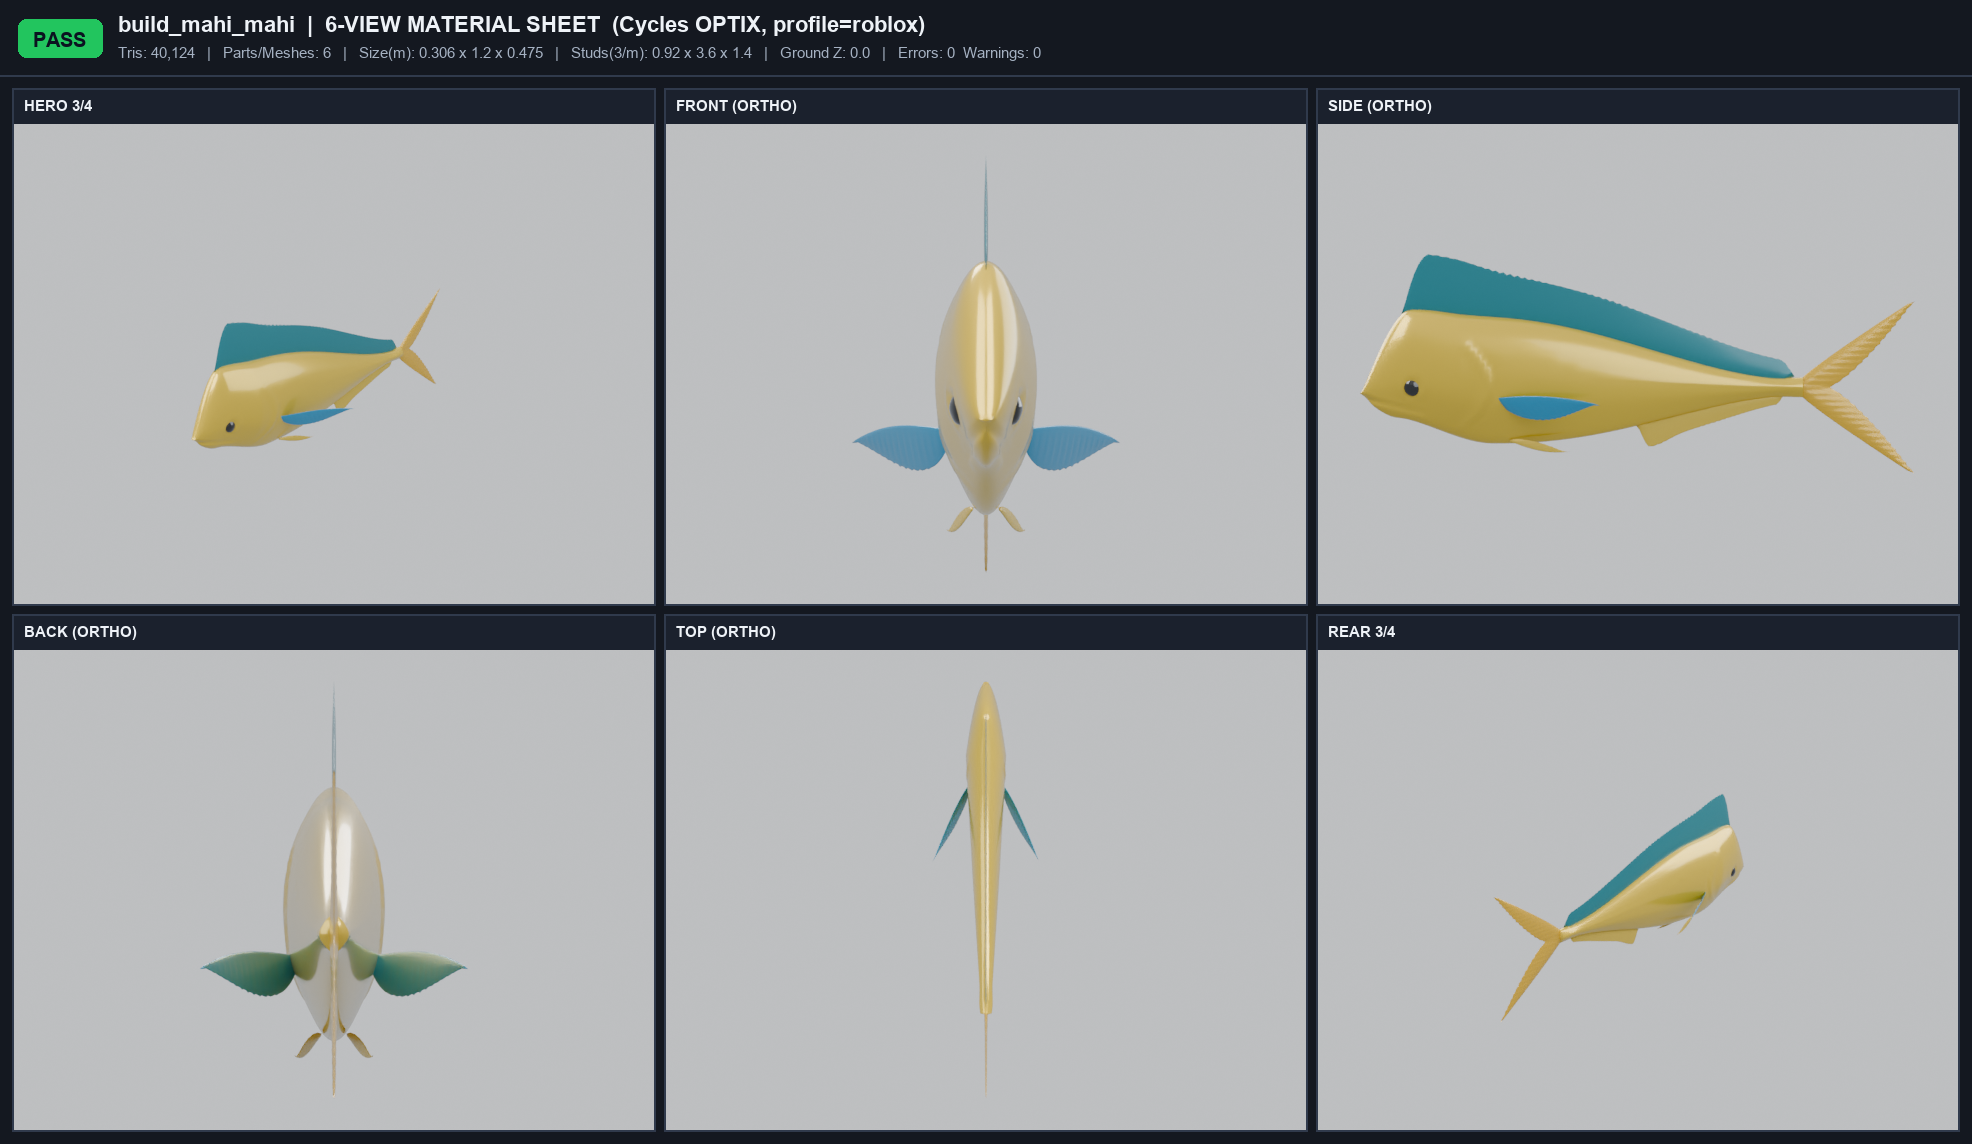 PASS
build_mahi_mahi | 6-VIEW MATERIAL SHEET (Cycles OPTIX, profile=roblox)
Tris: 40,124 | Parts/Meshes: 6 | Size(m): 0.306 x 1.2 x 0.475 | Studs(3/m): 0.92 x 3.6 x 1.4 | Ground Z: 0.0 | Errors: 0 Warnings: 0
HERO 3/4
FRONT (ORTHO)
SIDE (ORTHO)
BACK (ORTHO)
TOP (ORTHO)
REAR 3/4